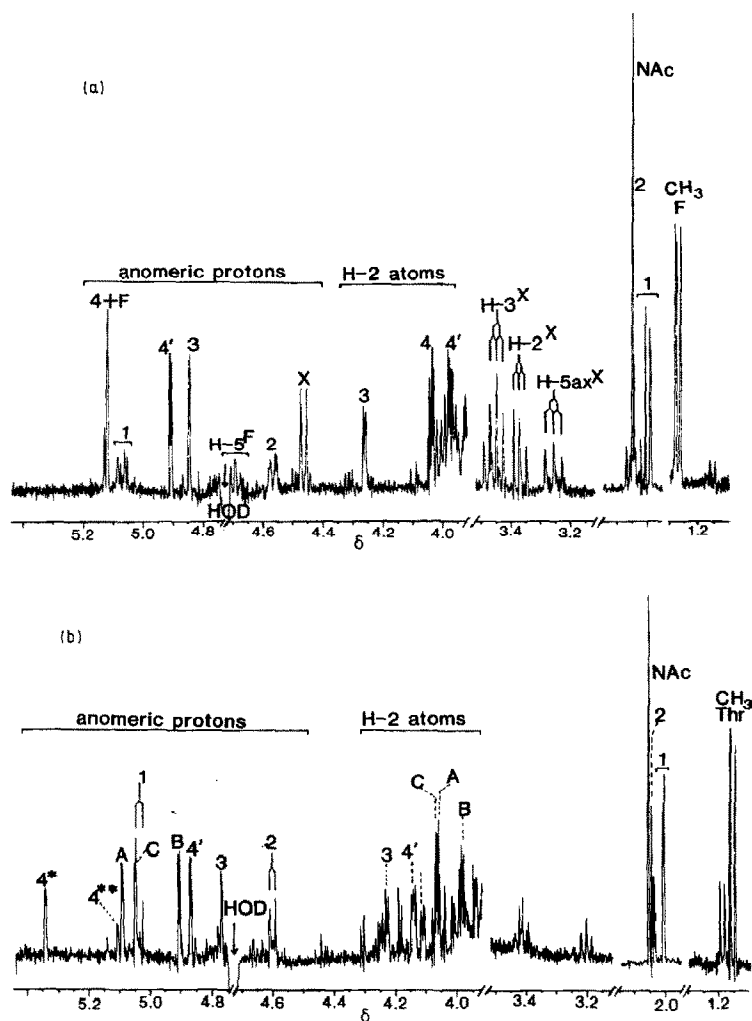 (a)
NAc
2
CH₃
F
anomeric protons
H-2 atoms
1
4+F
4'
3
1
H-5^F
2
X
3
4
4'
H-3^X
H-2^X
H-5ax^X
HOD
5.2 5.0 4.8 4.6 4.4 4.2 4.0 3.4 3.2 1.2
δ
(b)
NAc
2
1
CH₃
Thr
anomeric protons
H-2 atoms
4*
4**
A
C
1
B
4'
3
HOD
2
3
4'
C
A
B
5.2 5.0 4.8 4.6 4.4 4.2 4.0 3.4 3.2 2.0 1.2
δ